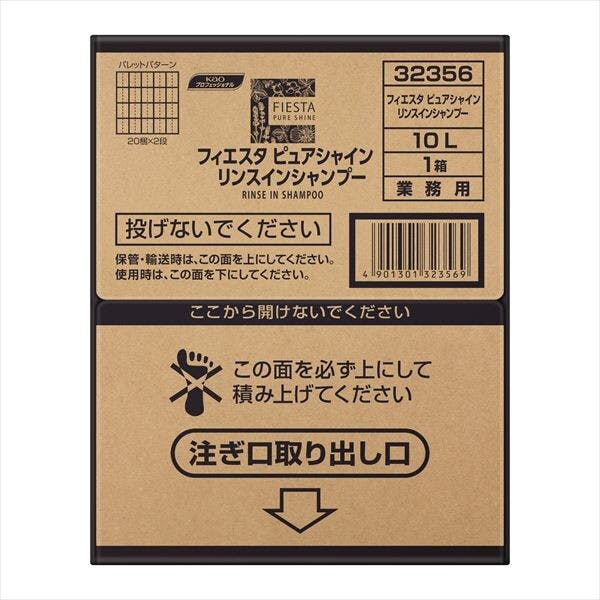 パレットパターン
20梱×2段
Kao
プロフェッショナル
FIESTA
PURE SHINE
フィエスタ ピュアシャイン
リンスインシャンプー
RINSE IN SHAMPOO
32356
フィエスタ ピュアシャイン
リンスインシャンプー
10L
1箱
業務用
投げないでください
保管・輸送時は、この面を上にしてください。
使用時は、この面を下にしてください。
4 901301 323569
ここから開けないでください
この面を必ず上にして
積み上げてください
注ぎ口取り出し口